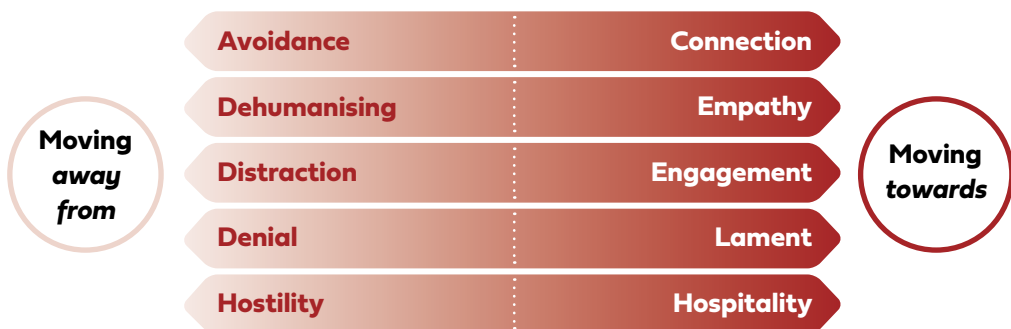 Avoidance Connection
Dehumanising Empathy
Moving
away
from
Distraction Engagement
Moving
towards
Denial Lament
Hostility Hospitality